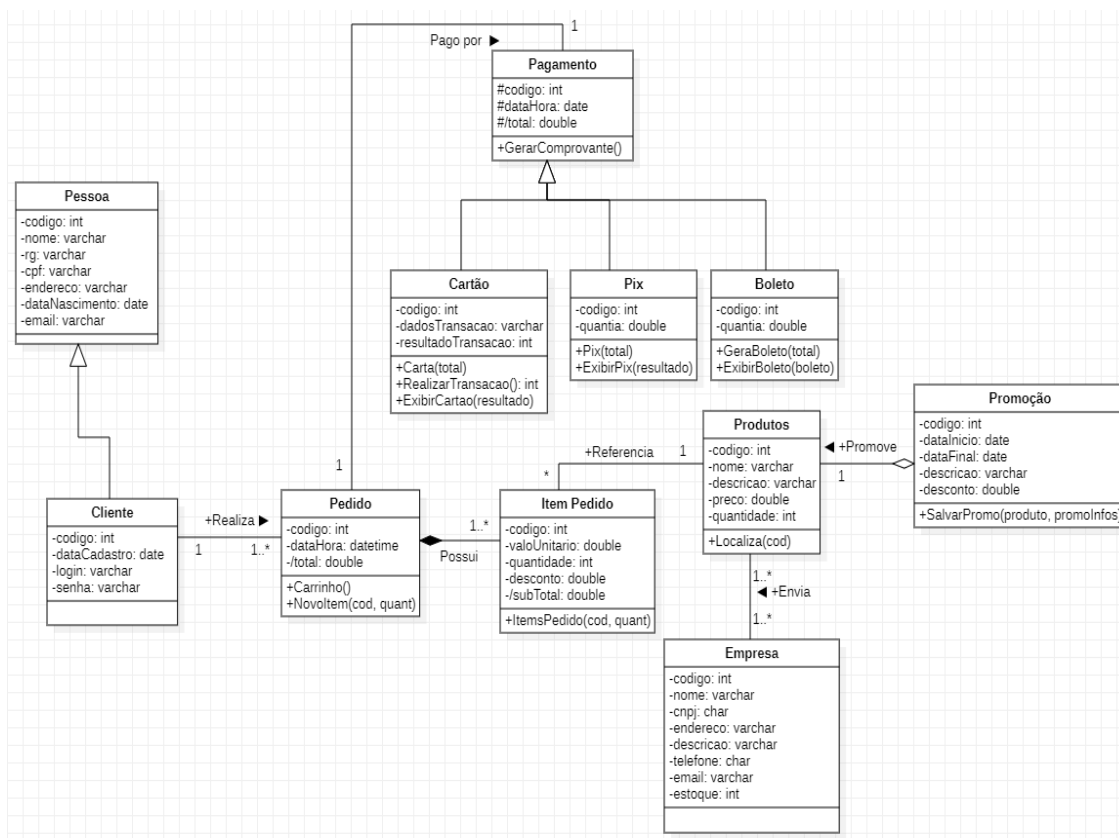 Pago por ▶
1
Pagamento
#codigo: int
#dataHora: date
#/total: double
+GerarComprovante()
Pessoa
-codigo: int
-nome: varchar
-rg: varchar
-cpf: varchar
-endereco: varchar
-dataNascimento: date
-email: varchar
Cartão
-codigo: int
-dadosTransacao: varchar
-resultadoTransacao: int
+Carta(total)
+RealizarTransacao(): int
+ExibirCartao(resultado)
Pix
-codigo: int
-quantia: double
+Pix(total)
+ExibirPix(resultado)
Boleto
-codigo: int
-quantia: double
+GeraBoleto(total)
+ExibirBoleto(boleto)
Promoção
-codigo: int
-dataInicio: date
-dataFinal: date
-descricao: varchar
-desconto: double
+SalvarPromo(produto, promoInfos)
◀ +Promove
1
Produtos
-codigo: int
-nome: varchar
-descricao: varchar
-preco: double
-quantidade: int
+Localiza(cod)
+Referencia
1
*
1
Cliente
-codigo: int
-dataCadastro: date
-login: varchar
-senha: varchar
+Realiza ▶
1
1..*
Pedido
-codigo: int
-dataHora: datetime
-/total: double
+Carrinho()
+NovoItem(cod, quant)
1..*
Possui
Item Pedido
-codigo: int
-valoUnitario: double
-quantidade: int
-desconto: double
-/subTotal: double
+ItemsPedido(cod, quant)
1..*
◀ +Envia
1..*
Empresa
-codigo: int
-nome: varchar
-cnpj: char
-endereco: varchar
-descricao: varchar
-telefone: char
-email: varchar
-estoque: int